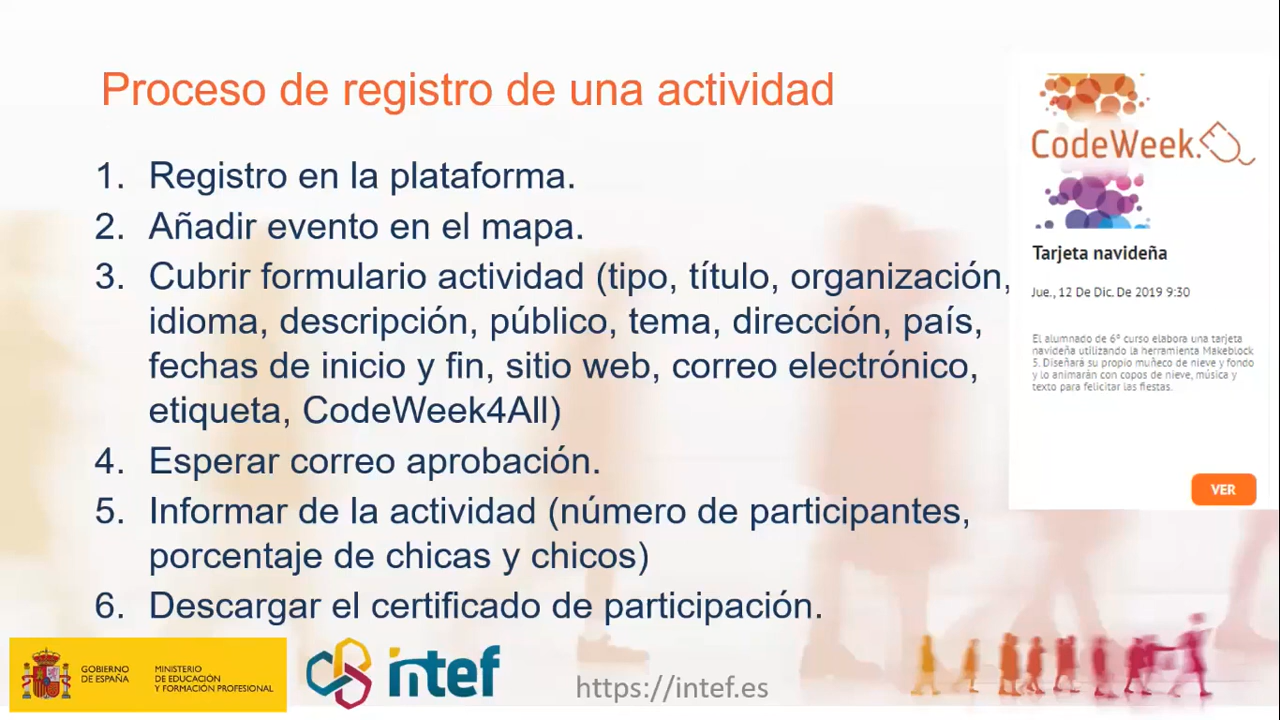 Proceso de registro de una actividad
1. Registro en la plataforma.
2. Añadir evento en el mapa.
3. Cubrir formulario actividad (tipo, título, organización,
idioma, descripción, público, tema, dirección, país,
fechas de inicio y fin, sitio web, correo electrónico,
etiqueta, CodeWeek4All)
4. Esperar correo aprobación.
5. Informar de la actividad (número de participantes,
porcentaje de chicas y chicos)
6. Descargar el certificado de participación.
CodeWeek.
Tarjeta navideña
Jue., 12 De Dic. De 2019 9:30
El alumnado de 6º curso elabora una tarjeta
navideña utilizando la herramienta Makeblock
5. Diseñará su propio muñeco de nieve y fondo
y lo animarán con copos de nieve, música y
texto para felicitar las fiestas.
VER
GOBIERNO
DE ESPAÑA
MINISTERIO
DE EDUCACIÓN
Y FORMACIÓN PROFESIONAL
intef
https://intef.es